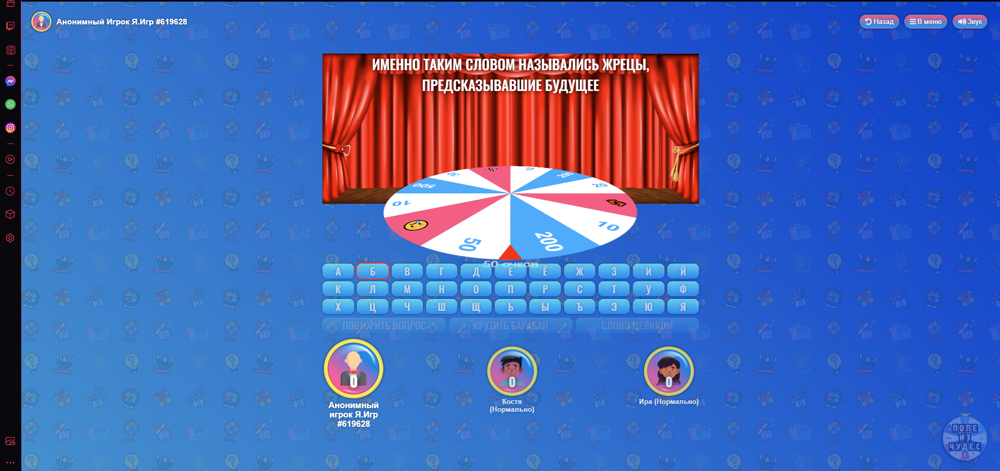 Анонимный Игрок Я.Игр #619628
Назад
В меню
Звук
ИМЕННО ТАКИМ СЛОВОМ НАЗЫВАЛИСЬ ЖРЕЦЫ,
ПРЕДСКАЗЫВАВШИЕ БУДУЩЕЕ
30
200
500
20
10
10
50
200
50 очков
А Б В Г Д Е Ё Ж З И Й
К Л М Н О П Р С Т У Ф
Х Ц Ч Ш Щ Ь Ы Ъ Э Ю Я
ПОВТОРИТЬ ВОПРОС КРУТИТЬ БАРАБАН СЛОВО ЦЕЛИКОМ
0
0
0
Анонимный
игрок Я.Игр
#619628
Костя
(Нормально)
Ира (Нормально)
ПОЛЕ
ИЗ
ЧУДЕС